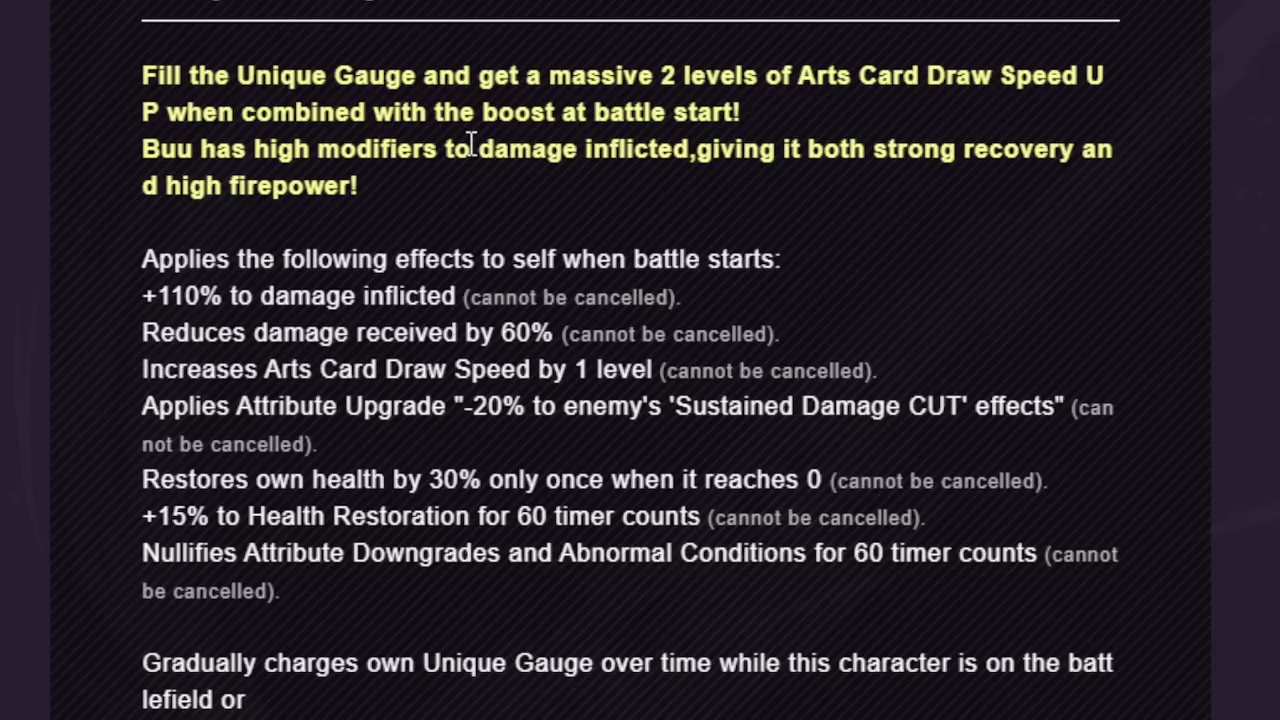 Fill the Unique Gauge and get a massive 2 levels of Arts Card Draw Speed U
P when combined with the boost at battle start!
Buu has high modifiers to damage inflicted,giving it both strong recovery an
d high firepower!
Applies the following effects to self when battle starts:
+110% to damage inflicted (cannot be cancelled).
Reduces damage received by 60% (cannot be cancelled).
Increases Arts Card Draw Speed by 1 level (cannot be cancelled).
Applies Attribute Upgrade "-20% to enemy's 'Sustained Damage CUT' effects" (can
not be cancelled).
Restores own health by 30% only once when it reaches 0 (cannot be cancelled).
+15% to Health Restoration for 60 timer counts (cannot be cancelled).
Nullifies Attribute Downgrades and Abnormal Conditions for 60 timer counts (cannot
be cancelled).
Gradually charges own Unique Gauge over time while this character is on the batt
lefield or